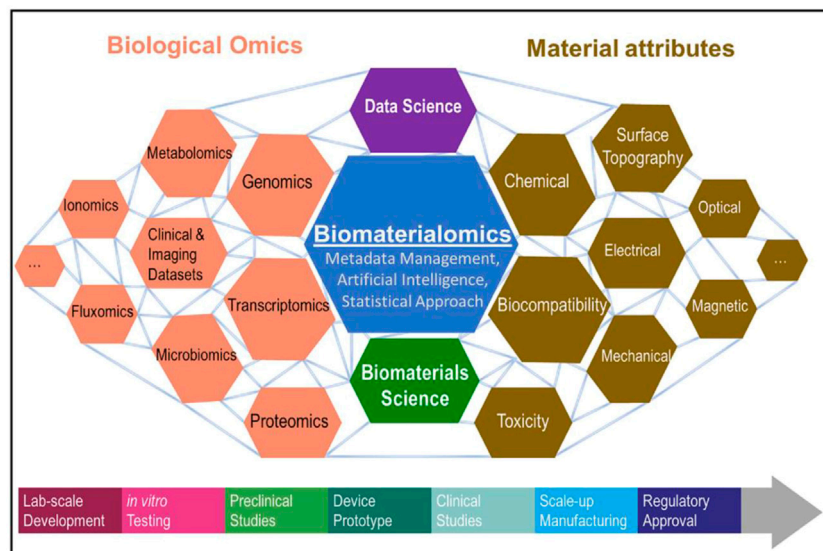 Biological Omics
Material attributes
Data Science
Metabolomics
Genomics
Ionomics
Clinical &
Imaging
Datasets
...
Fluxomics
Transcriptomics
Microbiomics
Proteomics
Biomaterialomics
Metadata Management,
Artificial Intelligence,
Statistical Approach
Biomaterials
Science
Chemical
Surface
Topography
Optical
Electrical
...
Biocompatibility
Magnetic
Mechanical
Toxicity
Lab-scale
Development
in vitro
Testing
Preclinical
Studies
Device
Prototype
Clinical
Studies
Scale-up
Manufacturing
Regulatory
Approval